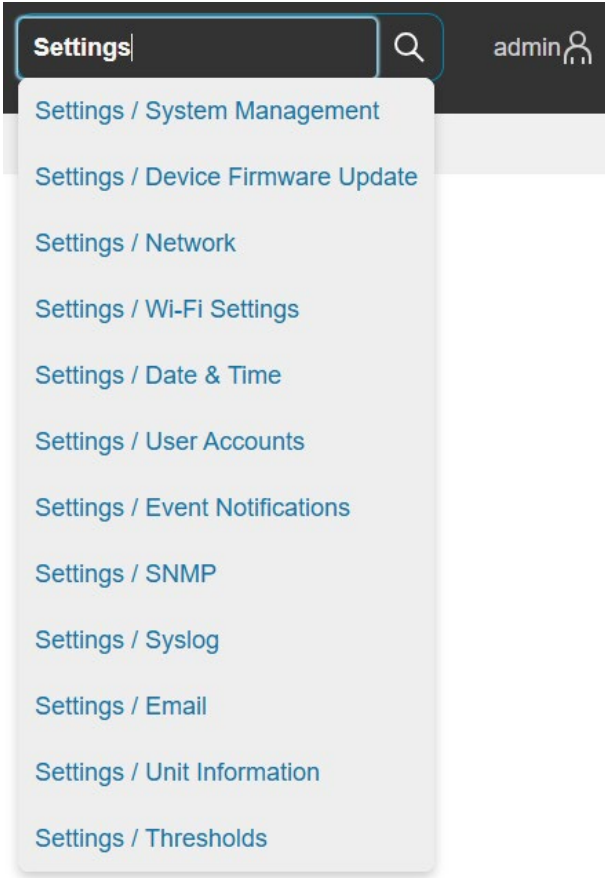 Settings admin
Settings / System Management
Settings / Device Firmware Update
Settings / Network
Settings / Wi-Fi Settings
Settings / Date & Time
Settings / User Accounts
Settings / Event Notifications
Settings / SNMP
Settings / Syslog
Settings / Email
Settings / Unit Information
Settings / Thresholds